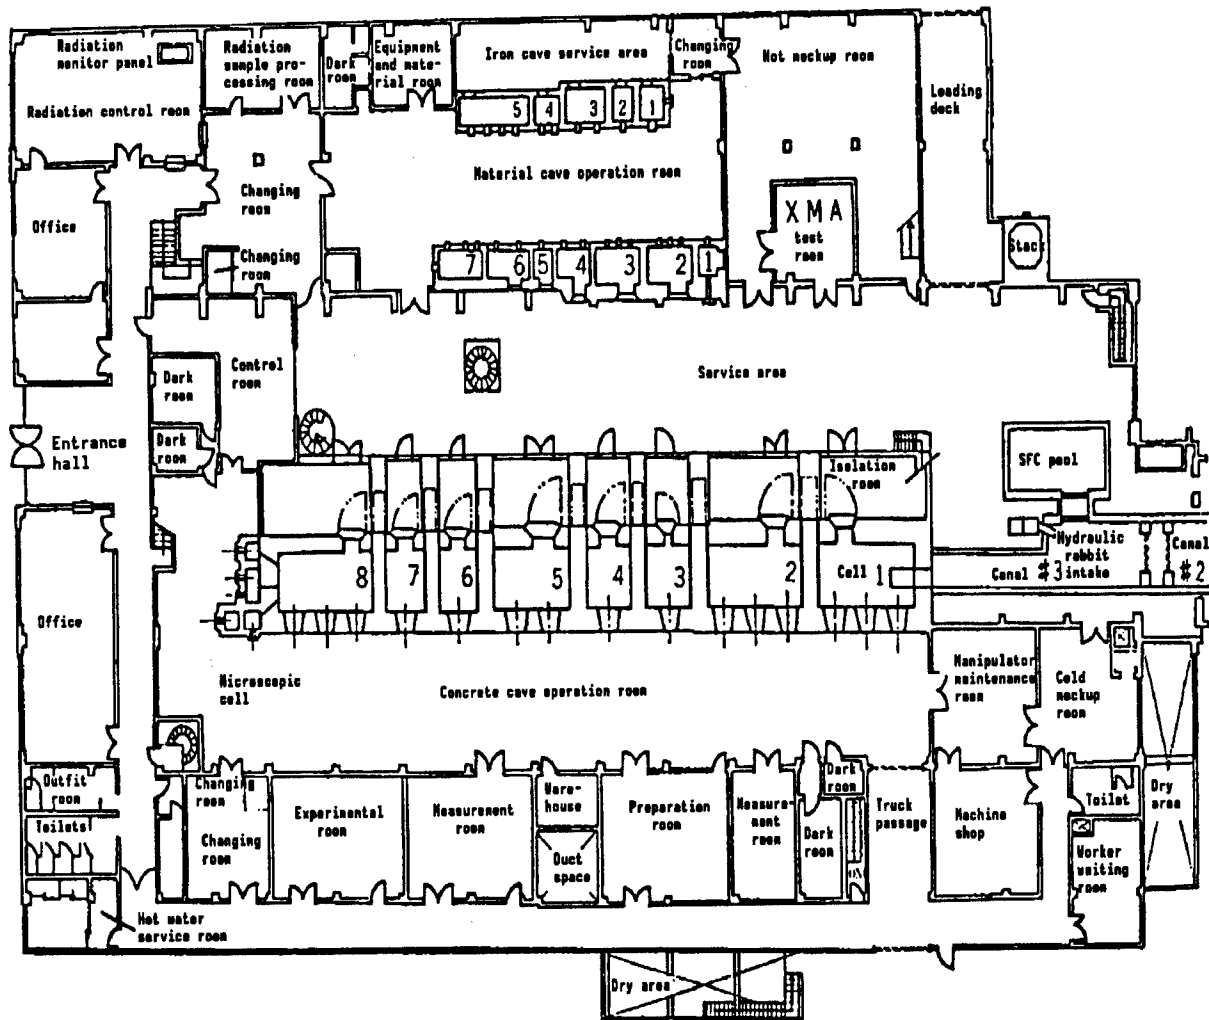 Radiation
monitor panel
Radiation
sample pro-
cessing room
Dark
room
Equipment
and mate-
rial room
Iron cave service area
Changing
room
Hot mockup room
Loading
dock
Radiation control room
5
4
3
2
1
Material cave operation room
Office
Changing
room
XMA
test
room
Stack
Changing
room
7
6
5
4
3
2
1
Control
room
Service area
Dark
room
Entrance
hall
Dark
room
Isolation
room
SFC pool
Hydraulic
rabbit
intake
Canal
#2
Canal #3
8
7
6
5
4
3
2
Cell 1
Office
Microscopic
cell
Concrete cave operation room
Manipulator
maintenance
room
Cold
mockup
room
Outfit
room
Toilets
Changing
room
Changing
room
Experimental
room
Measurement
room
Ware-
house
Duct
space
Preparation
room
Measure-
ment
room
Dark
room
Dark
room
Truck
passage
Machine
shop
Toilet
Dry
area
Worker
waiting
room
Hot water
service room
Dry area